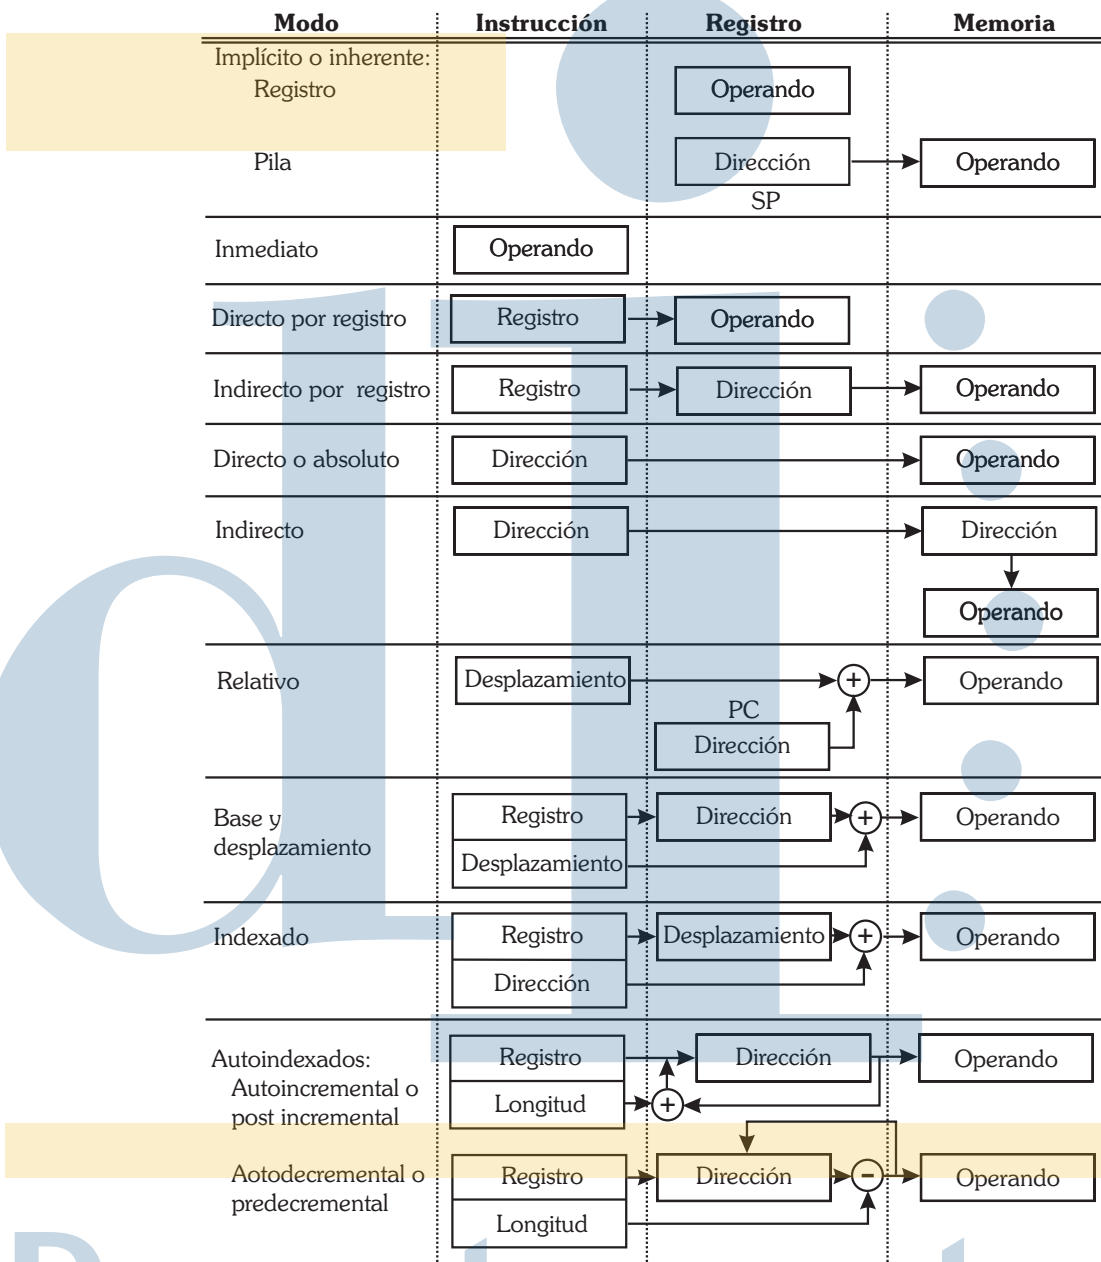 Modo Instrucción Registro Memoria
Implícito o inherente:
Registro Operando
Pila Dirección Operando
SP
Inmediato Operando
Directo por registro Registro Operando
Indirecto por registro Registro Dirección Operando
Directo o absoluto Dirección Operando
Indirecto Dirección Dirección
Operando
Relativo Desplazamiento + Operando
PC
Dirección
Base y
desplazamiento
Registro Dirección + Operando
Desplazamiento
Indexado Registro Desplazamiento + Operando
Dirección
Autoindexados:
Autoincremental o
post incremental
Registro Dirección Operando
Longitud +
Aotodecremental o
predecremental
Registro Dirección - Operando
Longitud